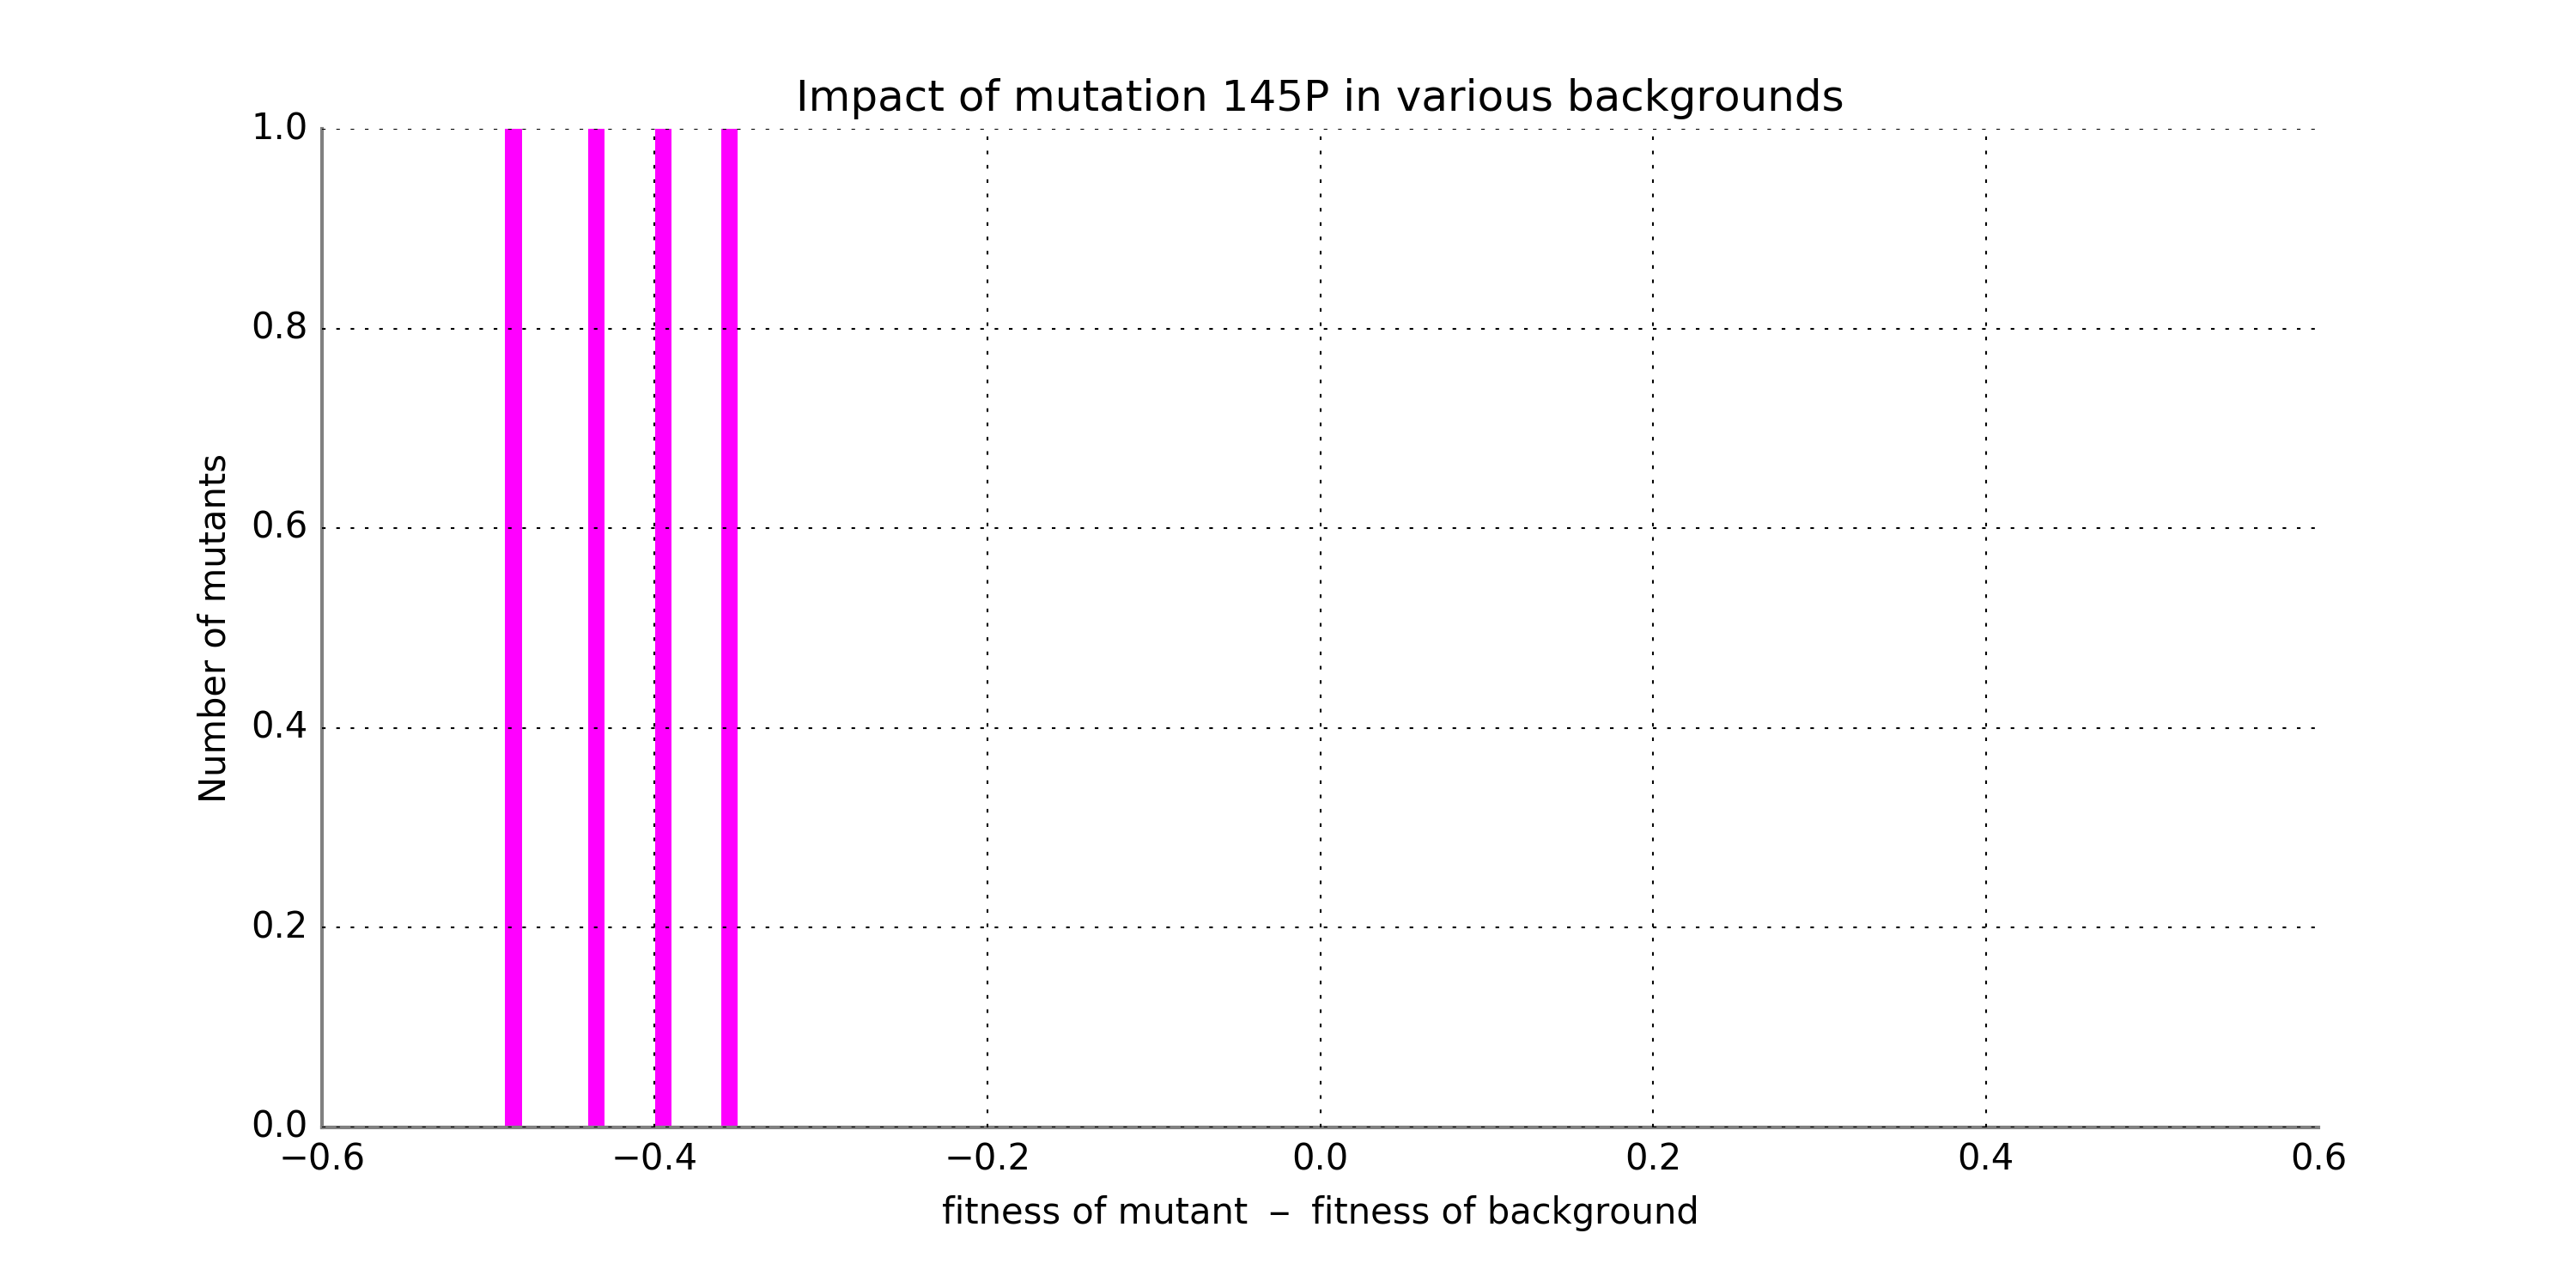 Impact of mutation 145P in various backgrounds
1.0
0.8
0.6
0.4
0.2
0.0
Number of mutants
−0.6 −0.4 −0.2 0.0 0.2 0.4 0.6
fitness of mutant − fitness of background